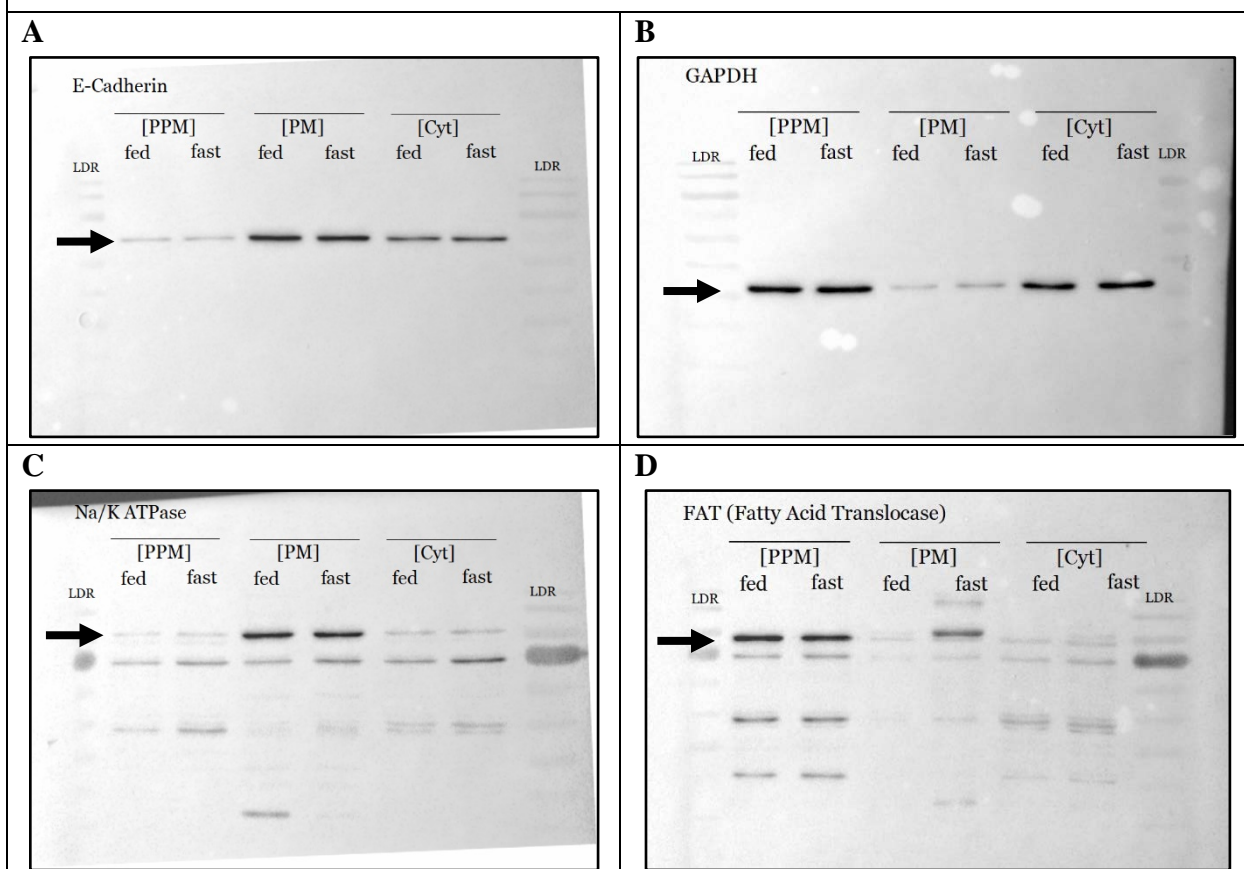 A
E-Cadherin
[PPM] [PM] [Cyt]
fed fast fed fast fed fast
LDR LDR
B
GAPDH
[PPM] [PM] [Cyt]
fed fast fed fast fed fast
LDR LDR
C
Na/K ATPase
[PPM] [PM] [Cyt]
fed fast fed fast fed fast
LDR LDR
D
FAT (Fatty Acid Translocase)
[PPM] [PM] [Cyt]
fed fast fed fast fed fast
LDR LDR